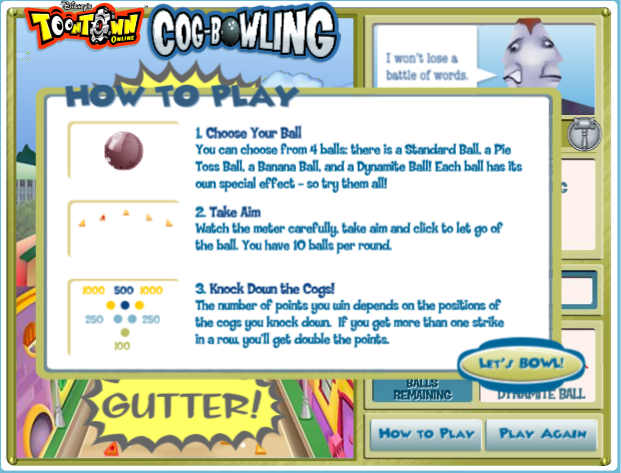 Disney's
TOONTOWN
ONLINE
COG-BOWLING
I won't lose a
battle of words.
HOW TO PLAY
1. Choose Your Ball
You can choose from 4 balls: there is a Standard Ball, a Pie
Toss Ball, a Banana Ball, and a Dynamite Ball! Each ball has its
own special effect - so try them all!
2. Take Aim
Watch the meter carefully, take aim and click to let go of
the ball. You have 10 balls per round.
1000 500 1000
250 250
100
3. Knock Down the Cogs!
The number of points you win depends on the positions of
the cogs you knock down. If you get more than one strike
in a row, you'll get double the points.
LET'S BOWL!
GUTTER!
BALLS
REMAINING
DYNAMITE BALL
HOW TO PLAY
PLAY AGAIN